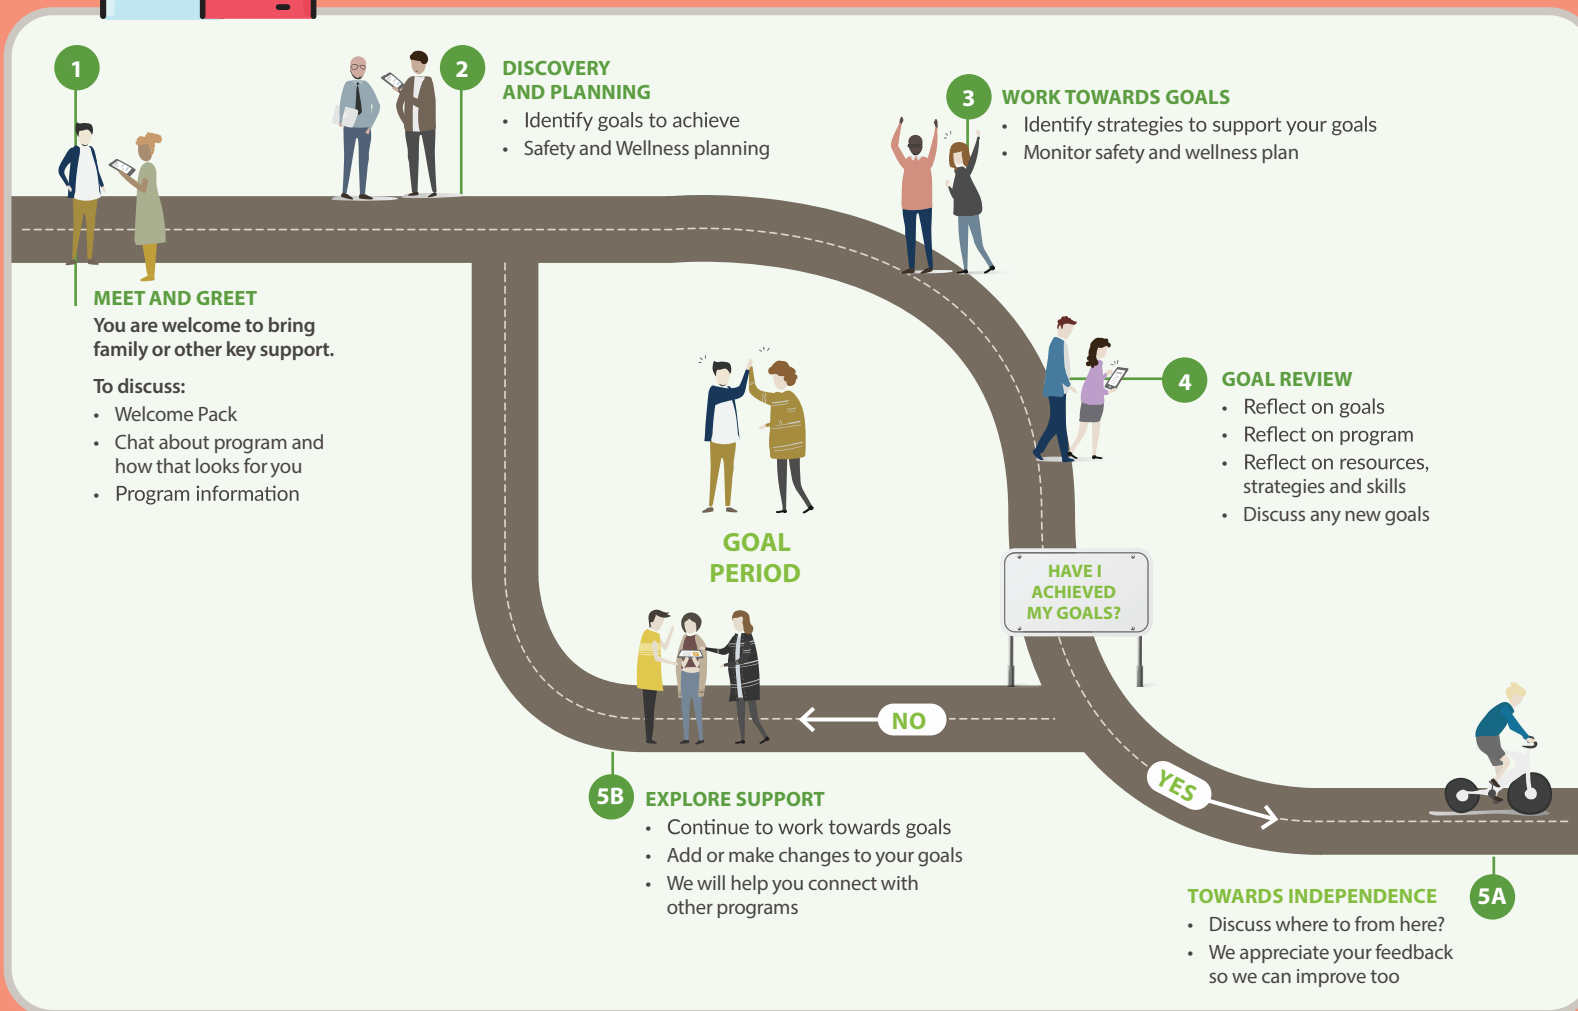 1
MEET AND GREET
You are welcome to bring
family or other key support.
To discuss:
• Welcome Pack
• Chat about program and
how that looks for you
• Program information
2
DISCOVERY
AND PLANNING
• Identify goals to achieve
• Safety and Wellness planning
3
WORK TOWARDS GOALS
• Identify strategies to support your goals
• Monitor safety and wellness plan
4
GOAL REVIEW
• Reflect on goals
• Reflect on program
• Reflect on resources,
strategies and skills
• Discuss any new goals
GOAL
PERIOD
HAVE I
ACHIEVED
MY GOALS?
NO
YES
5B
EXPLORE SUPPORT
• Continue to work towards goals
• Add or make changes to your goals
• We will help you connect with
other programs
5A
TOWARDS INDEPENDENCE
• Discuss where to from here?
• We appreciate your feedback
so we can improve too